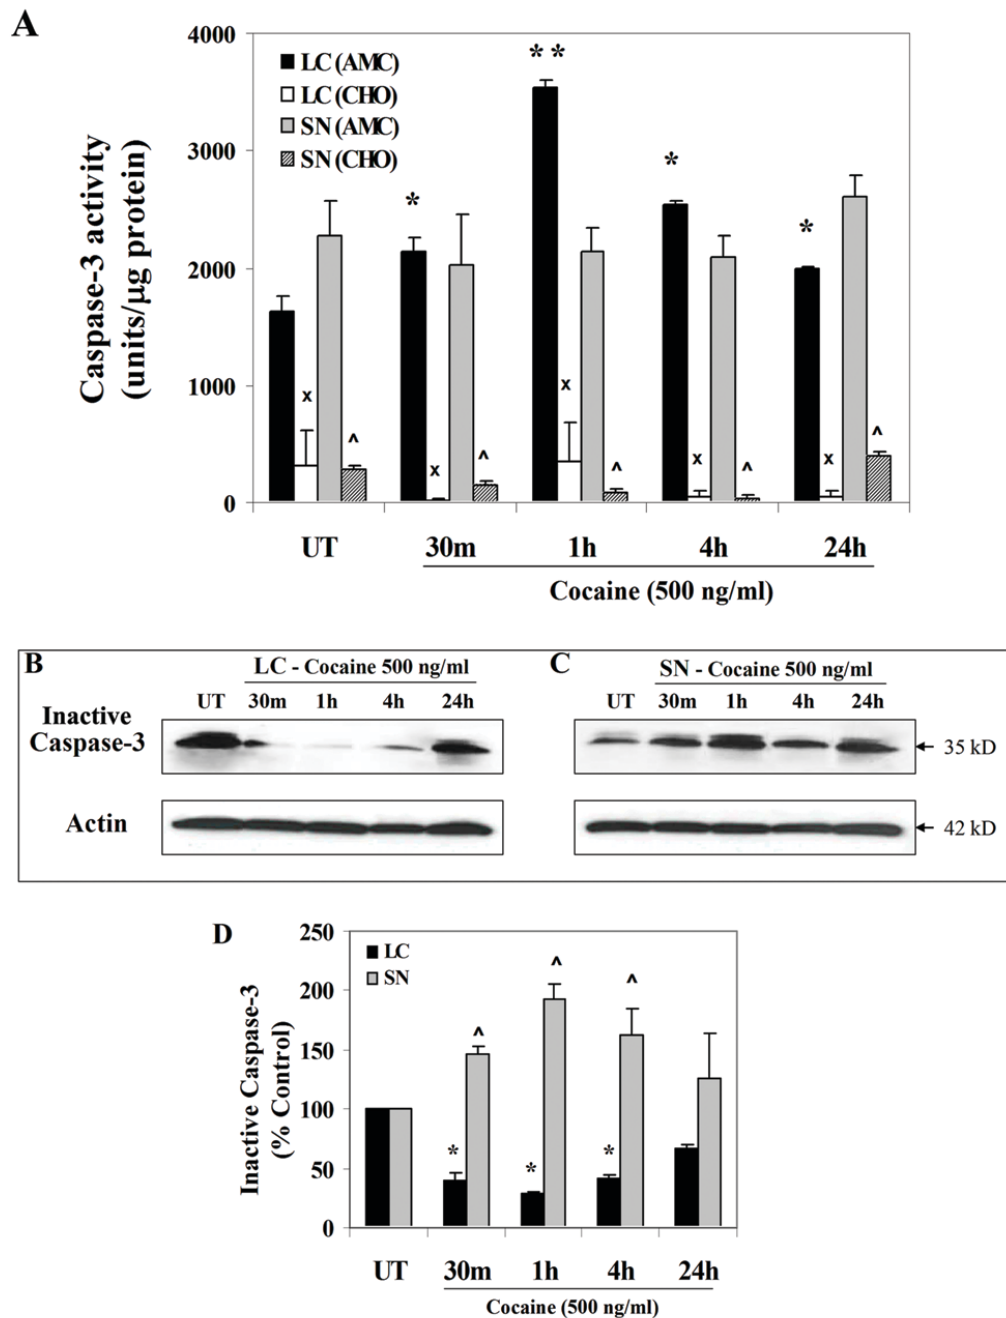 A
Caspase-3 activity
(units/μg protein)
4000
3000
2000
1000
0
LC (AMC)
LC (CHO)
SN (AMC)
SN (CHO)
x
^
*
x
^
* *
x
^
*
x
^
*
x
^
UT 30m 1h 4h 24h
Cocaine (500 ng/ml)
B
LC - Cocaine 500 ng/ml
UT 30m 1h 4h 24h
Inactive
Caspase-3
Actin
C
SN - Cocaine 500 ng/ml
UT 30m 1h 4h 24h
35 kD
42 kD
D
Inactive Caspase-3
(% Control)
250
200
150
100
50
0
LC
SN
*
^
*
^
*
^
UT 30m 1h 4h 24h
Cocaine (500 ng/ml)